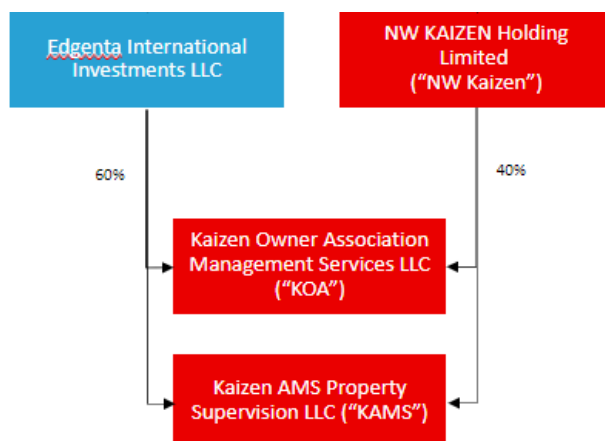 Edgenta International
Investments LLC
NW KAIZEN Holding
Limited
(“NW Kaizen”)
60%
40%
Kaizen Owner Association
Management Services LLC
(“KOA”)
Kaizen AMS Property
Supervision LLC (“KAMS”)